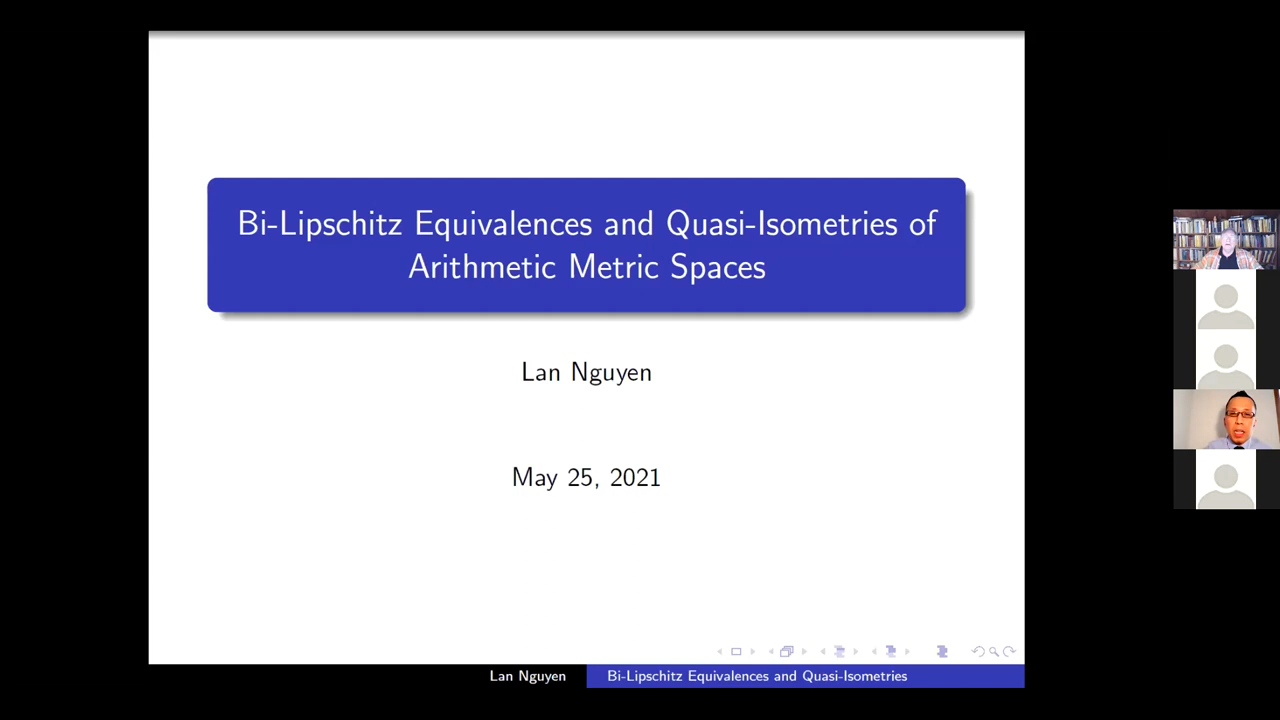 Bi-Lipschitz Equivalences and Quasi-Isometries of
Arithmetic Metric Spaces
Lan Nguyen
May 25, 2021
Lan Nguyen
Bi-Lipschitz Equivalences and Quasi-Isometries